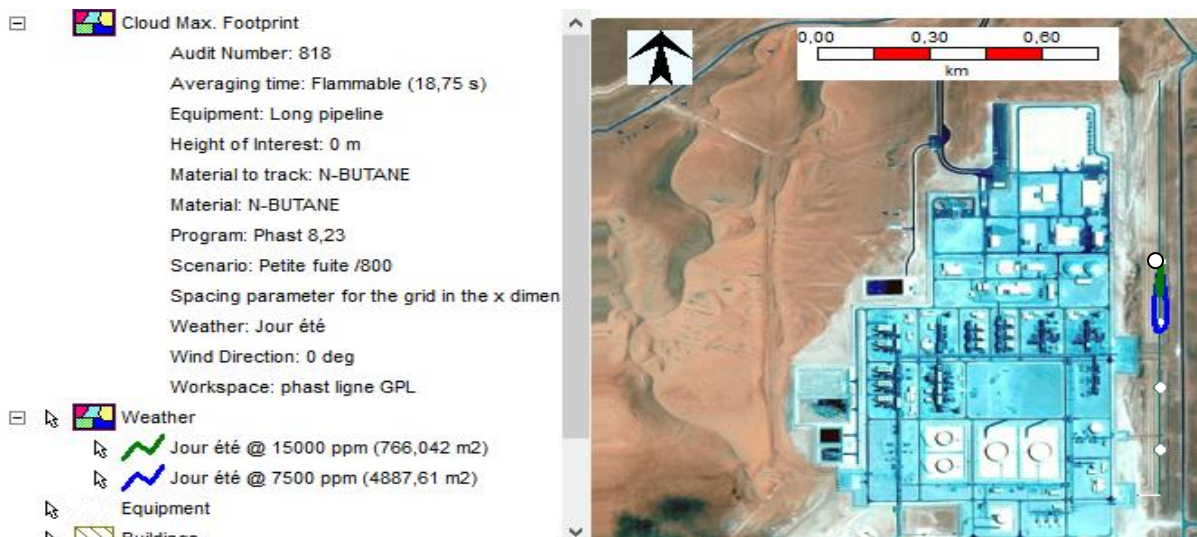 Cloud Max. Footprint
Audit Number: 818
Averaging time: Flammable (18,75 s)
Equipment: Long pipeline
Height of Interest: 0 m
Material to track: N-BUTANE
Material: N-BUTANE
Program: Phast 8,23
Scenario: Petite fuite /800
Spacing parameter for the grid in the x dimen
Weather: Jour été
Wind Direction: 0 deg
Workspace: phast ligne GPL
Weather
Jour été @ 15000 ppm (766,042 m2)
Jour été @ 7500 ppm (4887,61 m2)
Equipment
Buildings
0,00 0,30 0,60
km